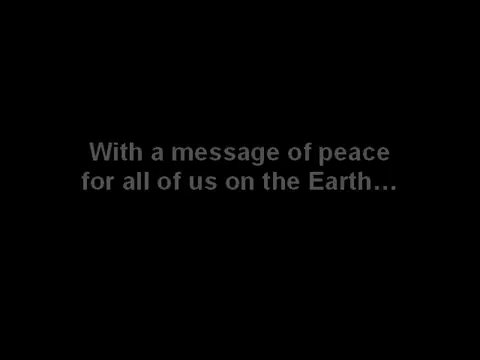 With a message of peace
for all of us on the Earth…